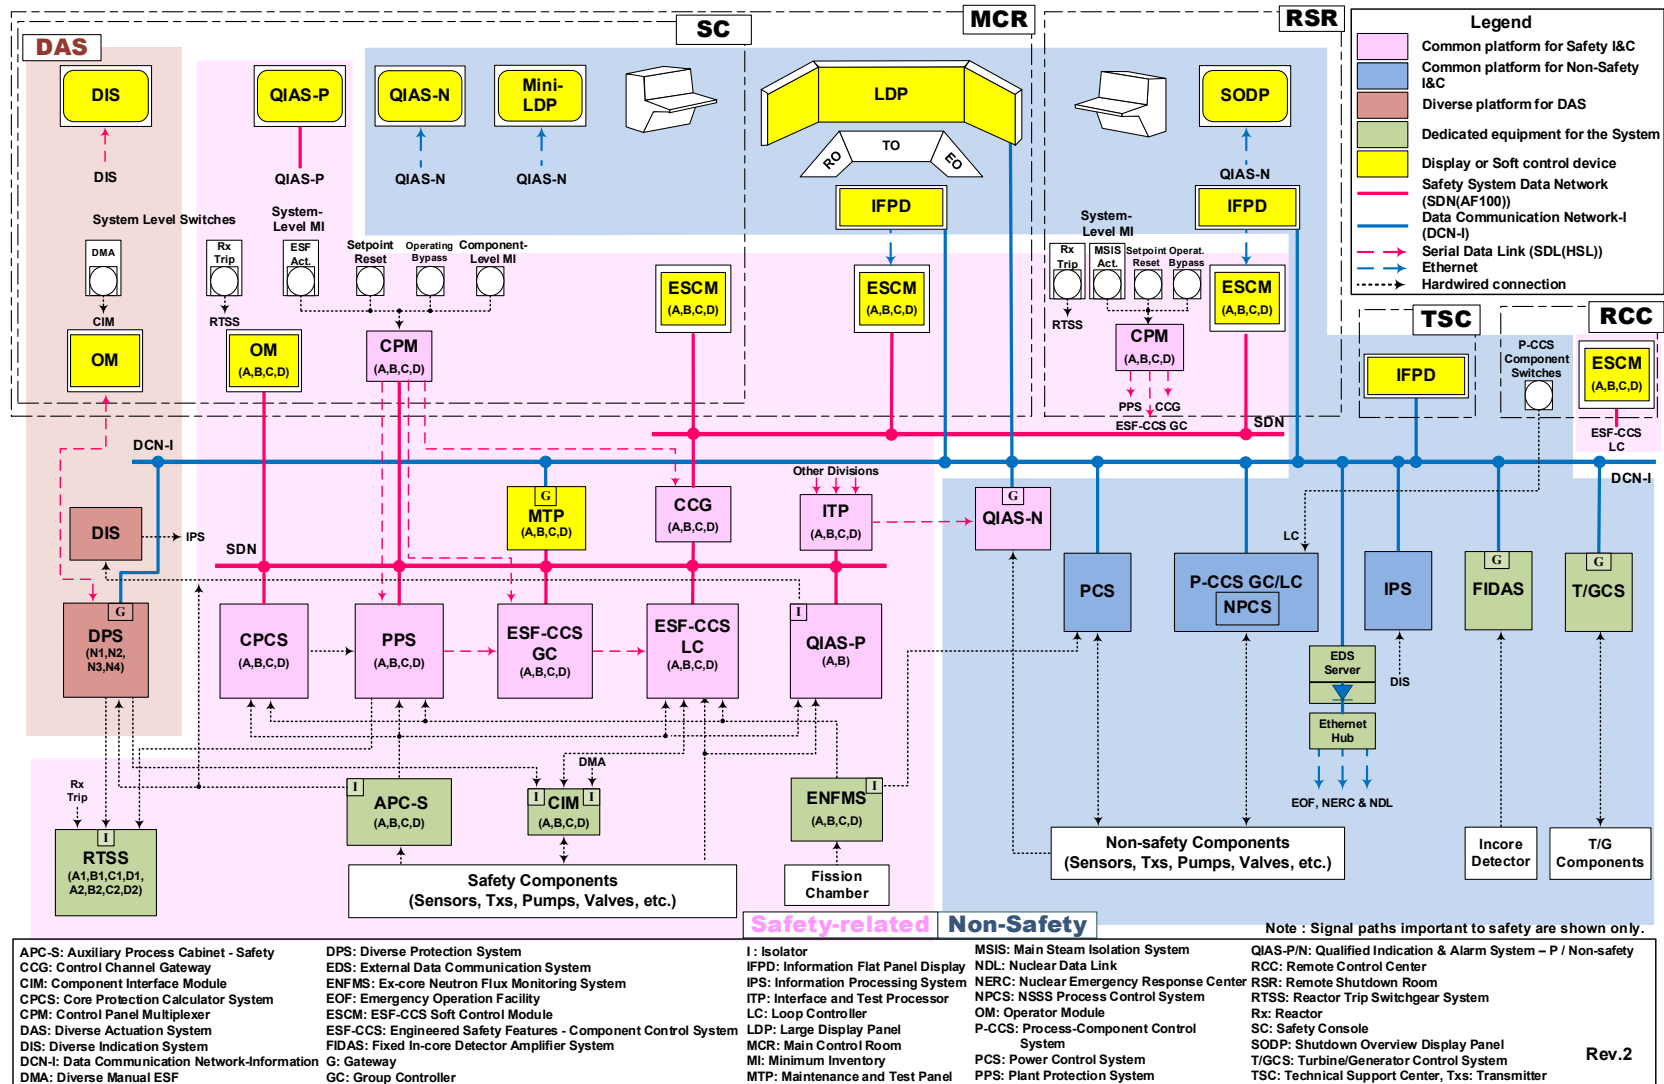 DAS
SC
MCR
RSR
Legend
Common platform for Safety I&C
Common platform for Non-Safety
I&C
Diverse platform for DAS
Dedicated equipment for the System
Display or Soft control device
Safety System Data Network
(SDN(AF100))
Data Communication Network-I
(DCN-I)
Serial Data Link (SDL(HSL))
Ethernet
Hardwired connection
DIS
QIAS-P
QIAS-N
Mini-
LDP
LDP
SODP
RO
TO
EO
DIS
QIAS-P
QIAS-N
QIAS-N
QIAS-N
IFPD
IFPD
System Level Switches
System-
Level MI
DMA
Rx
Trip
ESF
Act.
Setpoint
Reset
Operating
Bypass
Component-
Level MI
System-
Level MI
Rx
Trip
MSIS
Act.
Setpoint
Reset
Operat.
Bypass
CIM
RTSS
RTSS
ESCM
(A,B,C,D)
ESCM
(A,B,C,D)
ESCM
(A,B,C,D)
OM
OM
(A,B,C,D)
CPM
(A,B,C,D)
CPM
(A,B,C,D)
PPS
CCG
ESF-CCS GC
TSC
IFPD
RCC
P-CCS
Component
Switches
ESCM
(A,B,C,D)
ESF-CCS
LC
SDN
DCN-I
DCN-I
Other Divisions
DIS
IPS
G
MTP
(A,B,C,D)
CCG
(A,B,C,D)
ITP
(A,B,C,D)
G
QIAS-N
LC
SDN
G
DPS
(N1,N2,
N3,N4)
CPCS
(A,B,C,D)
PPS
(A,B,C,D)
ESF-CCS
GC
(A,B,C,D)
ESF-CCS
LC
(A,B,C,D)
I
QIAS-P
(A,B)
PCS
P-CCS GC/LC
NPCS
IPS
G
FIDAS
G
T/GCS
EDS
Server
DIS
Ethernet
Hub
EOF, NERC & NDL
Rx
Trip
I
RTSS
(A1,B1,C1,D1,
A2,B2,C2,D2)
I
APC-S
(A,B,C,D)
DMA
I
I
CIM
(A,B,C,D)
I
ENFMS
(A,B,C,D)
Safety Components
(Sensors, Txs, Pumps, Valves, etc.)
Fission
Chamber
Non-safety Components
(Sensors, Txs, Pumps, Valves, etc.)
Incore
Detector
T/G
Components
Safety-related
Non-Safety
Note : Signal paths important to safety are shown only.
APC-S: Auxiliary Process Cabinet - Safety
CCG: Control Channel Gateway
CIM: Component Interface Module
CPCS: Core Protection Calculator System
CPM: Control Panel Multiplexer
DAS: Diverse Actuation System
DIS: Diverse Indication System
DCN-I: Data Communication Network-Information
DMA: Diverse Manual ESF
DPS: Diverse Protection System
EDS: External Data Communication System
ENFMS: Ex-core Neutron Flux Monitoring System
EOF: Emergency Operation Facility
ESCM: ESF-CCS Soft Control Module
ESF-CCS: Engineered Safety Features - Component Control System
FIDAS: Fixed In-core Detector Amplifier System
G: Gateway
GC: Group Controller
I : Isolator
IFPD: Information Flat Panel Display
IPS: Information Processing System
ITP: Interface and Test Processor
LC: Loop Controller
LDP: Large Display Panel
MCR: Main Control Room
MI: Minimum Inventory
MTP: Maintenance and Test Panel
MSIS: Main Steam Isolation System
NDL: Nuclear Data Link
NERC: Nuclear Emergency Response Center
NPCS: NSSS Process Control System
OM: Operator Module
P-CCS: Process-Component Control
System
PCS: Power Control System
PPS: Plant Protection System
QIAS-P/N: Qualified Indication & Alarm System – P / Non-safety
RCC: Remote Control Center
RSR: Remote Shutdown Room
RTSS: Reactor Trip Switchgear System
Rx: Reactor
SC: Safety Console
SODP: Shutdown Overview Display Panel
T/GCS: Turbine/Generator Control System
TSC: Technical Support Center, Txs: Transmitter
Rev.2